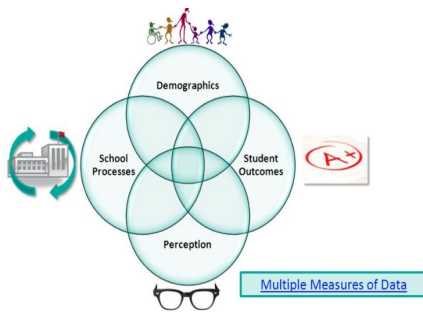 Demographics
School
Processes
Student
Outcomes
A+
Perception
Multiple Measures of Data